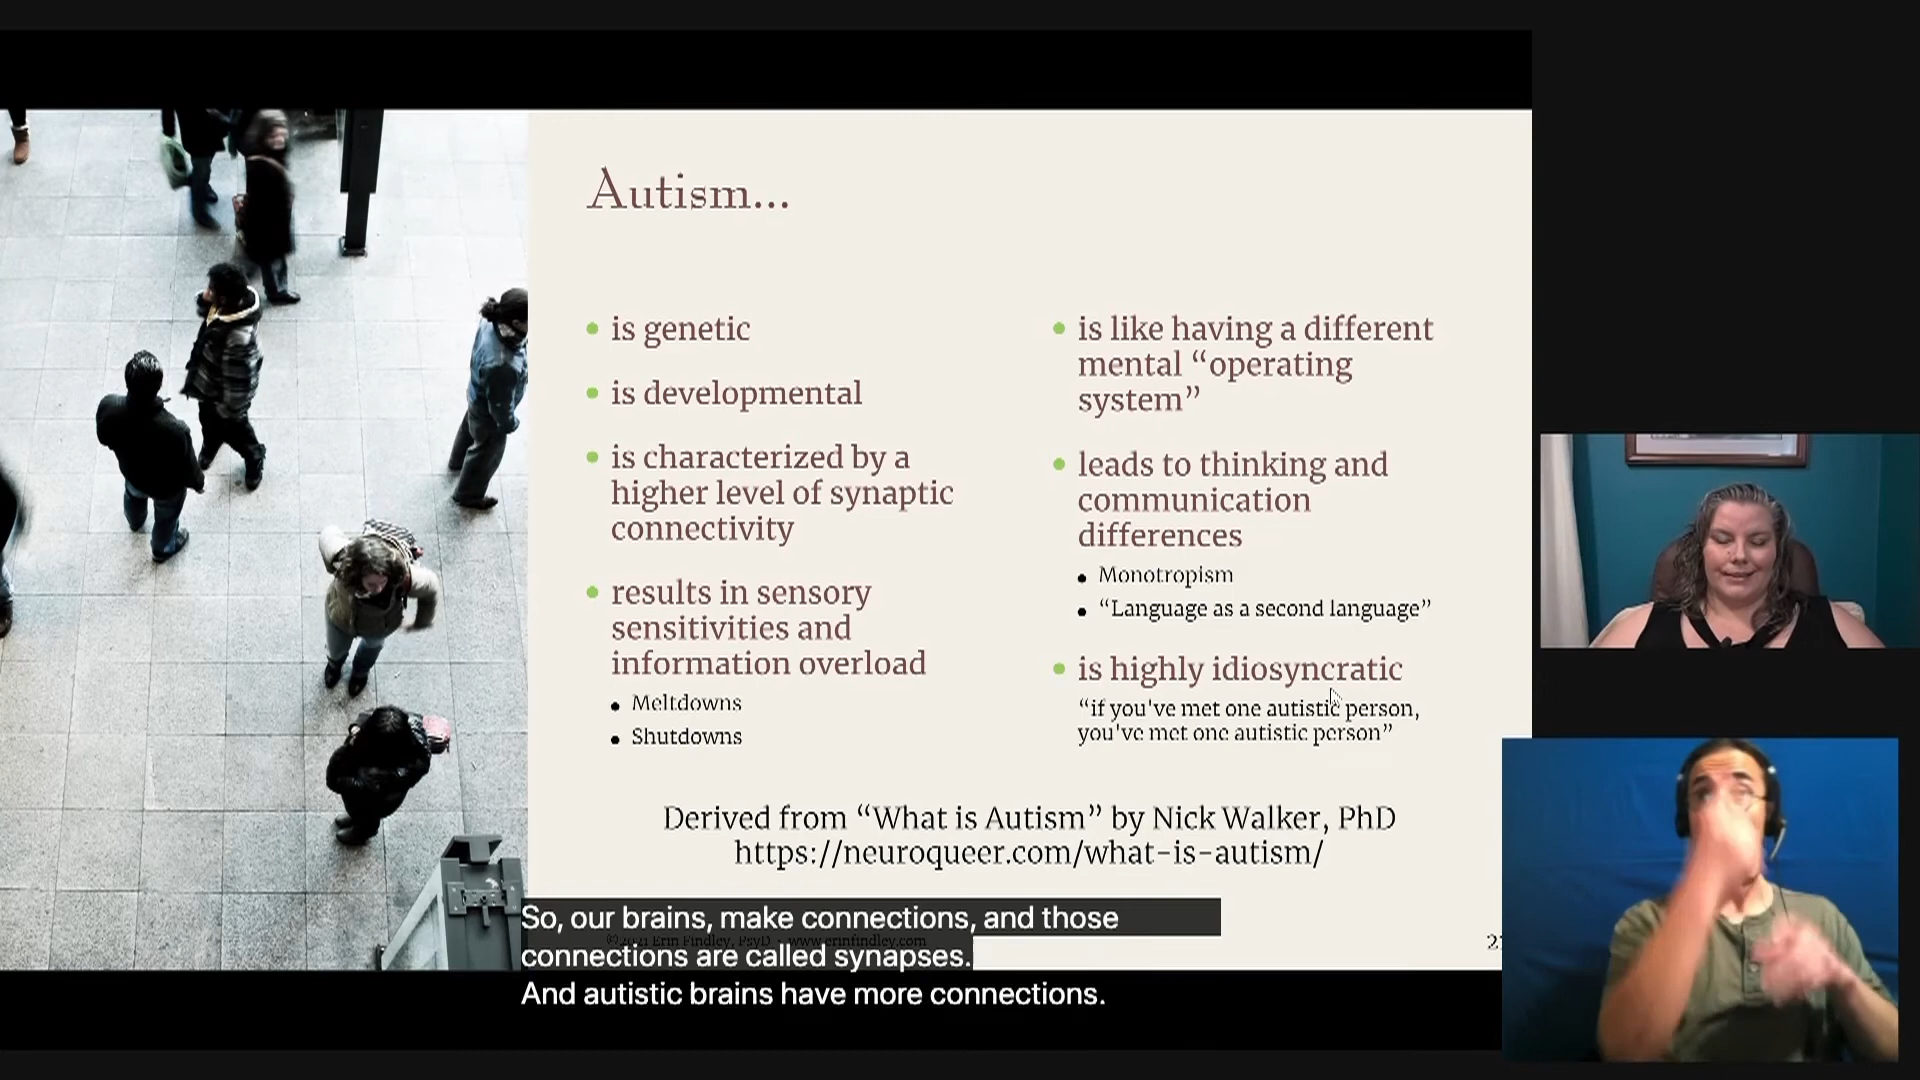 Autism...
is genetic
is developmental
is characterized by a
higher level of synaptic
connectivity
results in sensory
sensitivities and
information overload
Meltdowns
Shutdowns
is like having a different
mental “operating
system”
leads to thinking and
communication
differences
Monotropism
“Language as a second language”
is highly idiosyncratic
“if you've met one autistic person,
you've met one autistic person”
Derived from “What is Autism” by Nick Walker, PhD
https://neuroqueer.com/what-is-autism/
Erin Findley, PsyD • www.erinfindley.com
So, our brains, make connections, and those
connections are called synapses.
And autistic brains have more connections.